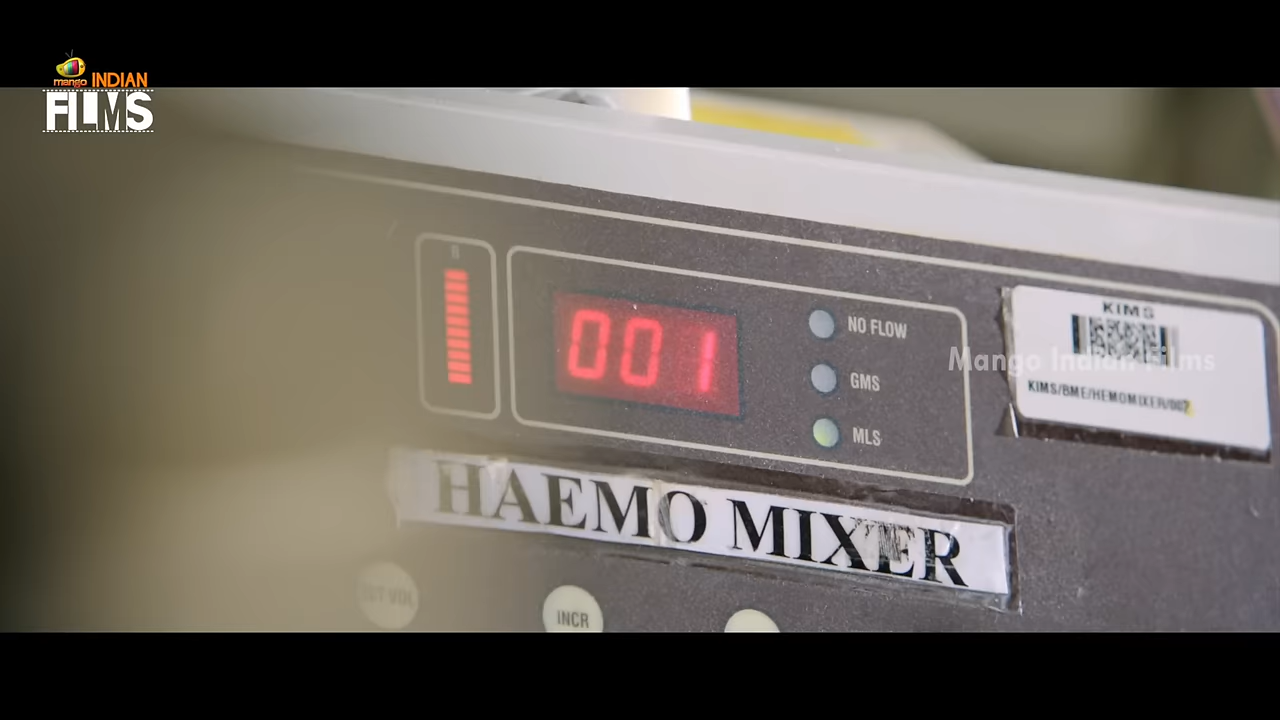 mango INDIAN
FILMS
001
NO FLOW
GMS
MLS
KIMS
Mango Indian Films
KIMS/BME/HEMOMIXER/007
HAEMO MIXER
INCR